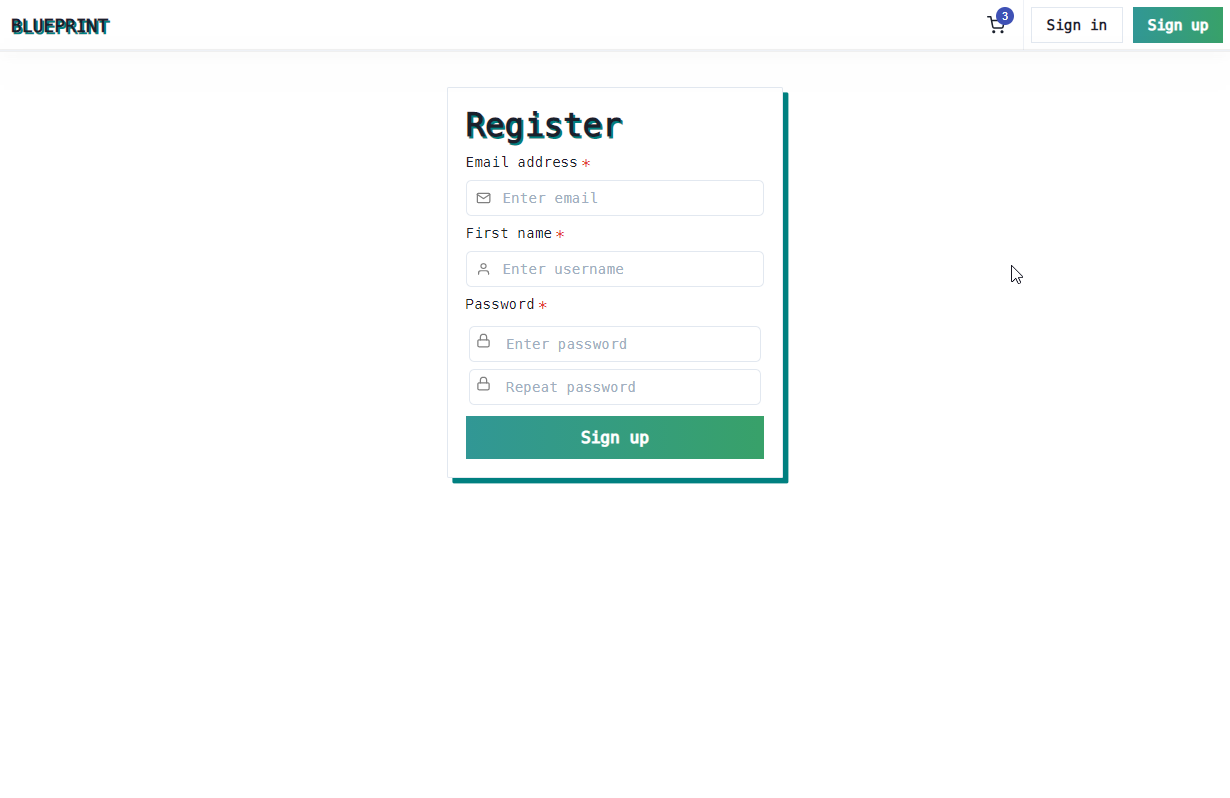 BLUEPRINT
3
Sign in
Sign up
Register
Email address *
Enter email
First name *
Enter username
Password *
Enter password
Repeat password
Sign up